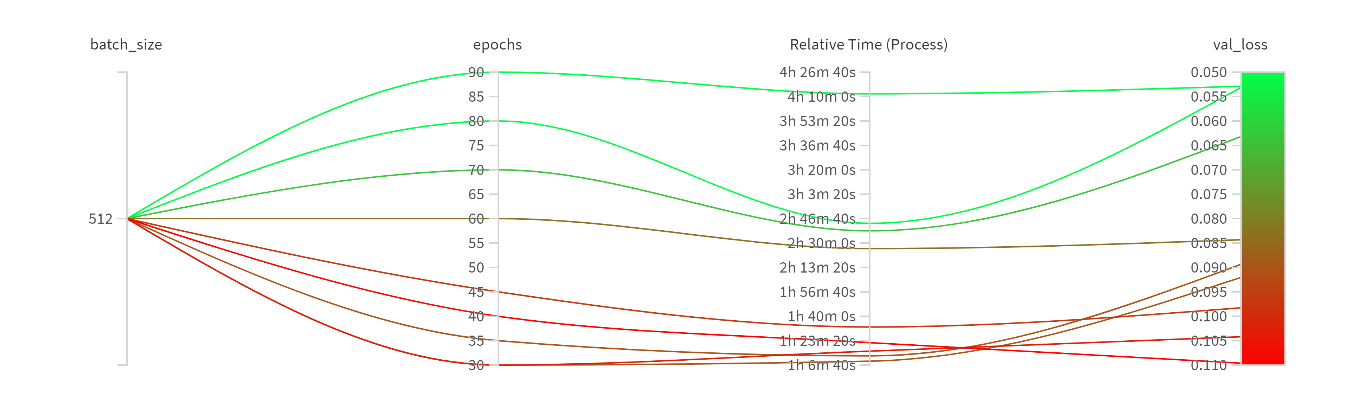 batch_size
epochs
Relative Time (Process)
val_loss
512
90
85
80
75
70
65
60
55
50
45
40
35
30
4h 26m 40s
4h 10m 0s
3h 53m 20s
3h 36m 40s
3h 20m 0s
3h 3m 20s
2h 46m 40s
2h 30m 0s
2h 13m 20s
1h 56m 40s
1h 40m 0s
1h 23m 20s
1h 6m 40s
0.050
0.055
0.060
0.065
0.070
0.075
0.080
0.085
0.090
0.095
0.100
0.105
0.110